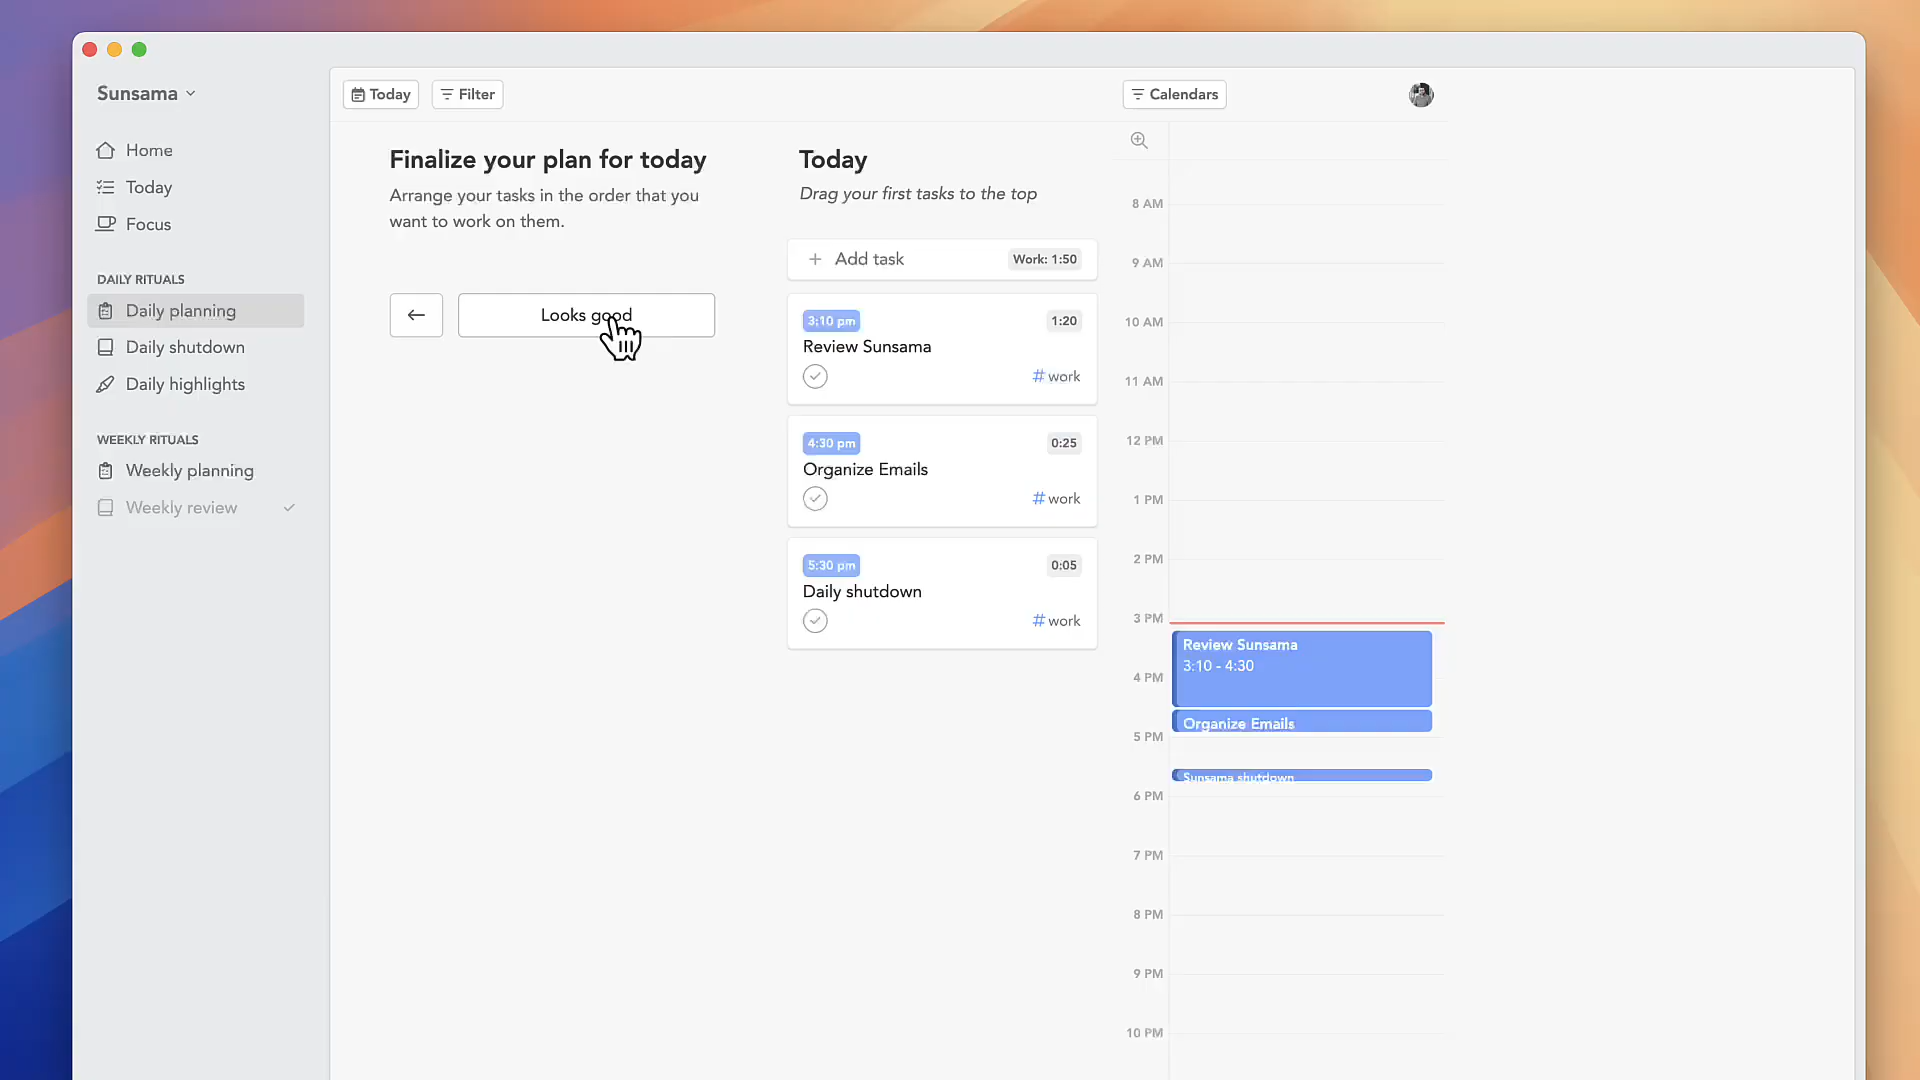 Sunsama
Home
Today
Focus
DAILY RITUALS
Daily planning
Daily shutdown
Daily highlights
WEEKLY RITUALS
Weekly planning
Weekly review
Today
Filter
Finalize your plan for today
Arrange your tasks in the order that you
want to work on them.
Looks good
Today
Drag your first tasks to the top
+ Add task
Work: 1:50
3:10 pm
1:20
Review Sunsama
# work
4:30 pm
0:25
Organize Emails
# work
5:30 pm
0:05
Daily shutdown
# work
Calendars
8 AM
9 AM
10 AM
11 AM
12 PM
1 PM
2 PM
3 PM
Review Sunsama
3:10 - 4:30
4 PM
Organize Emails
5 PM
Sunsama shutdown
6 PM
7 PM
8 PM
9 PM
10 PM